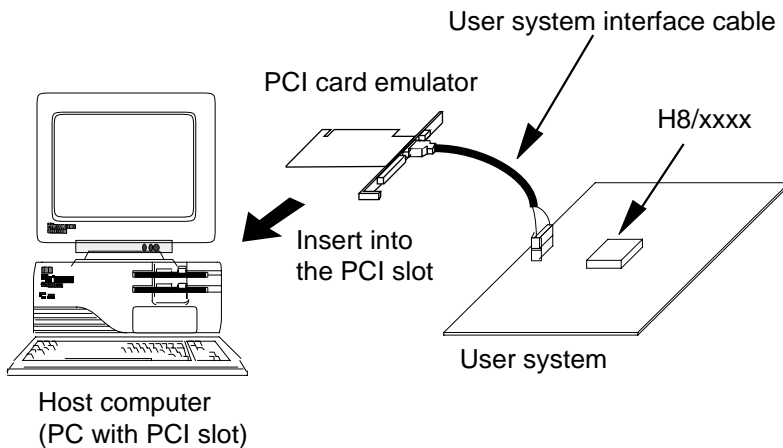 User system interface cable
PCI card emulator
H8/xxxx
Insert into
the PCI slot
User system
Host computer
(PC with PCI slot)